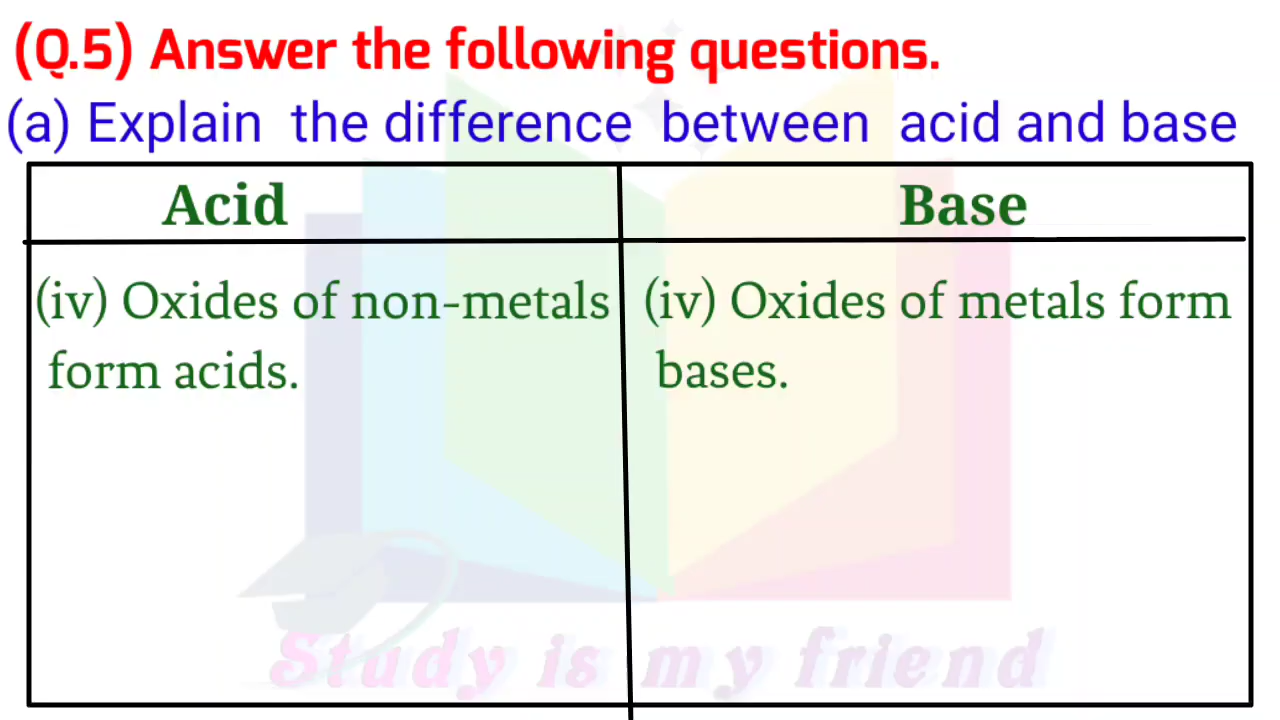 (Q.5) Answer the following questions.
(a) Explain the difference between acid and base
Acid
Base
(iv) Oxides of non-metals
form acids.
(iv) Oxides of metals form
bases.
Study is my friend